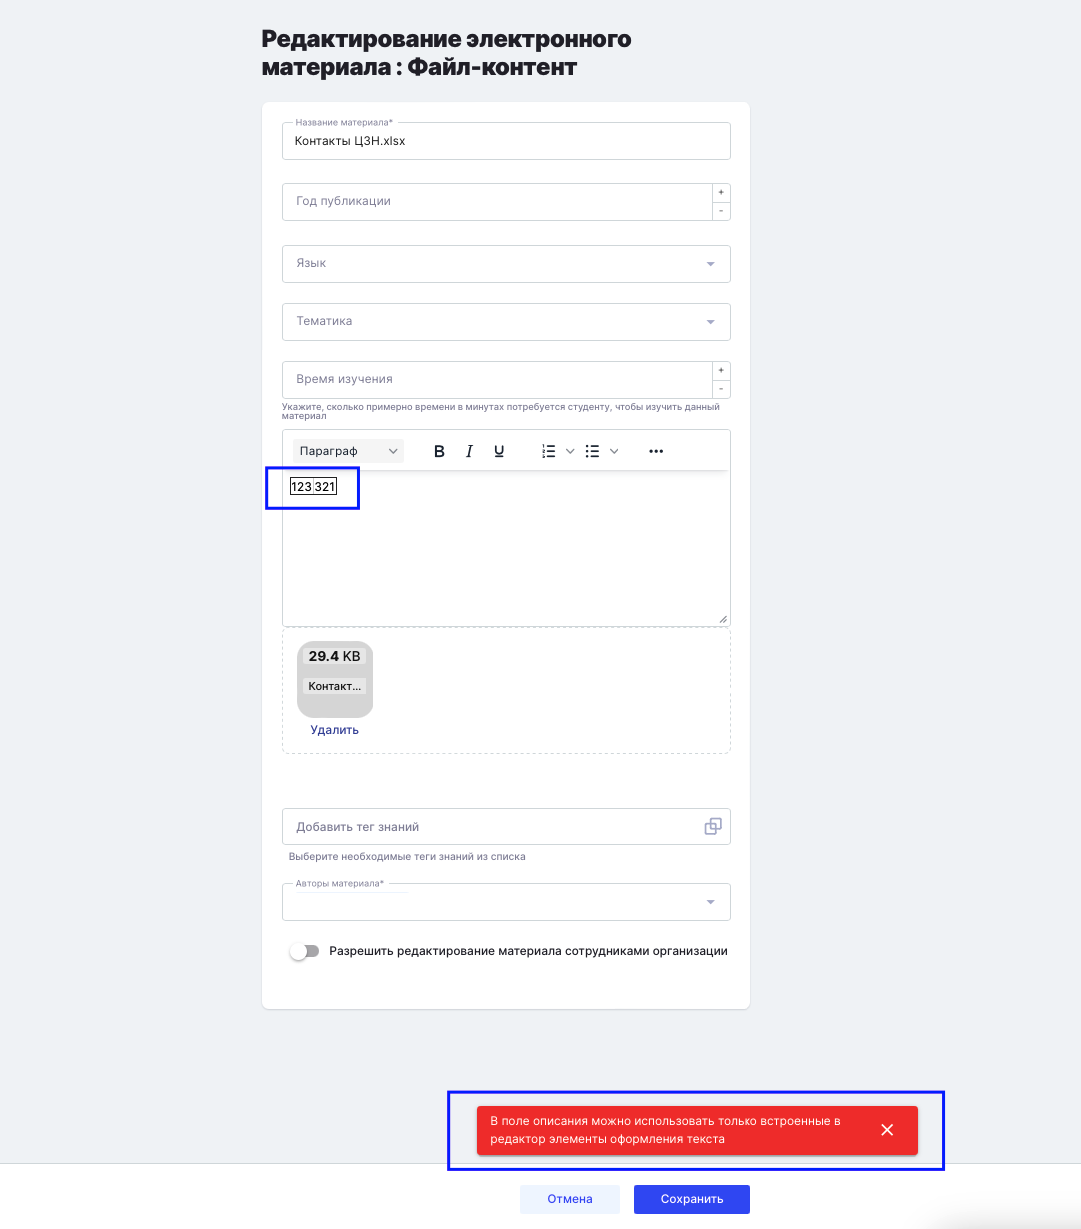 Редактирование электронного
материала : Файл-контент
Название материала*
Контакты ЦЗН.xlsx
Год публикации
+
-
Язык
Тематика
Время изучения
+
-
Укажите, сколько примерно времени в минутах потребуется студенту, чтобы изучить данный
материал
Параграф B I U
123 321
29.4 KB
Контакт...
Удалить
Добавить тег знаний
Выберите необходимые теги знаний из списка
Авторы материала*
Разрешить редактирование материала сотрудниками организации
В поле описания можно использовать только встроенные в
редактор элементы оформления текста
Отмена Сохранить